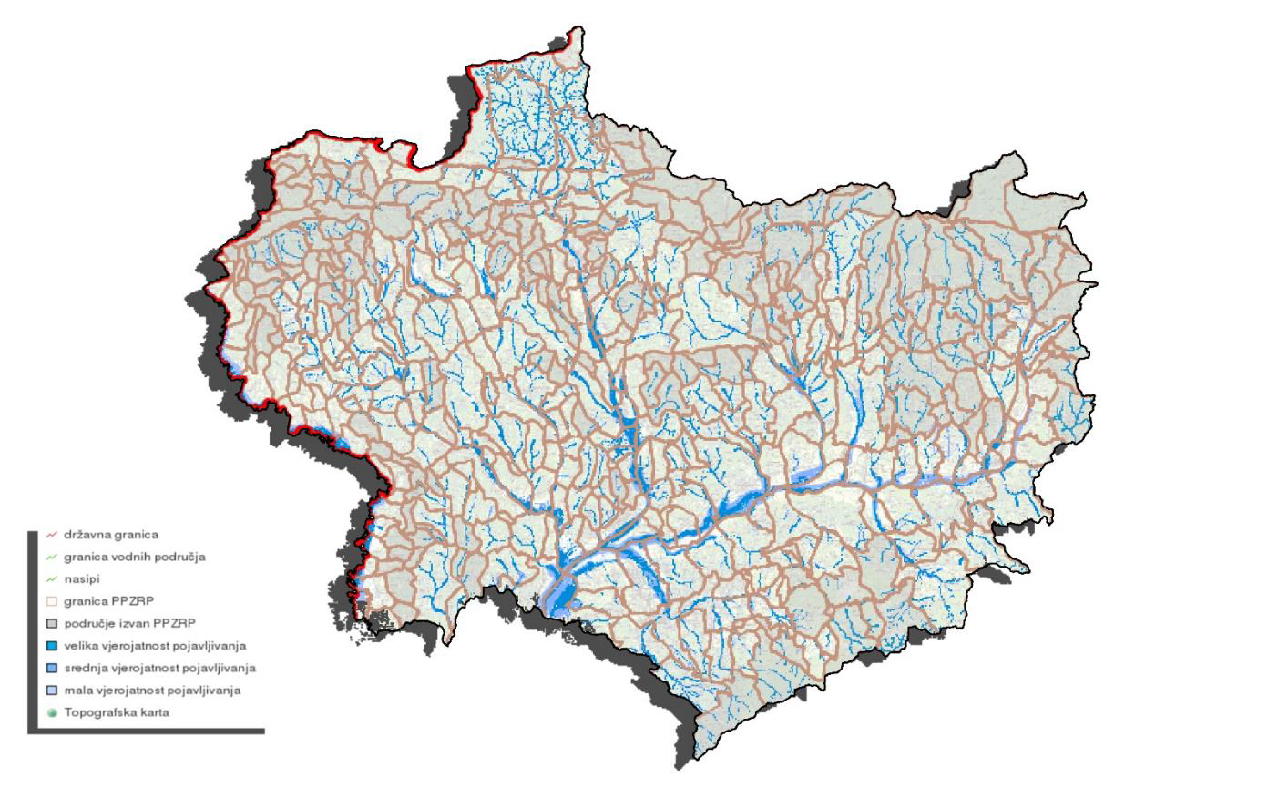 državna granica
granica vodnih područja
nasipi
granica PPZRP
područje izvan PPZRP
velika vjerojatnost pojavljivanja
srednja vjerojatnost pojavljivanja
mala vjerojatnost pojavljivanja
Topografska karta